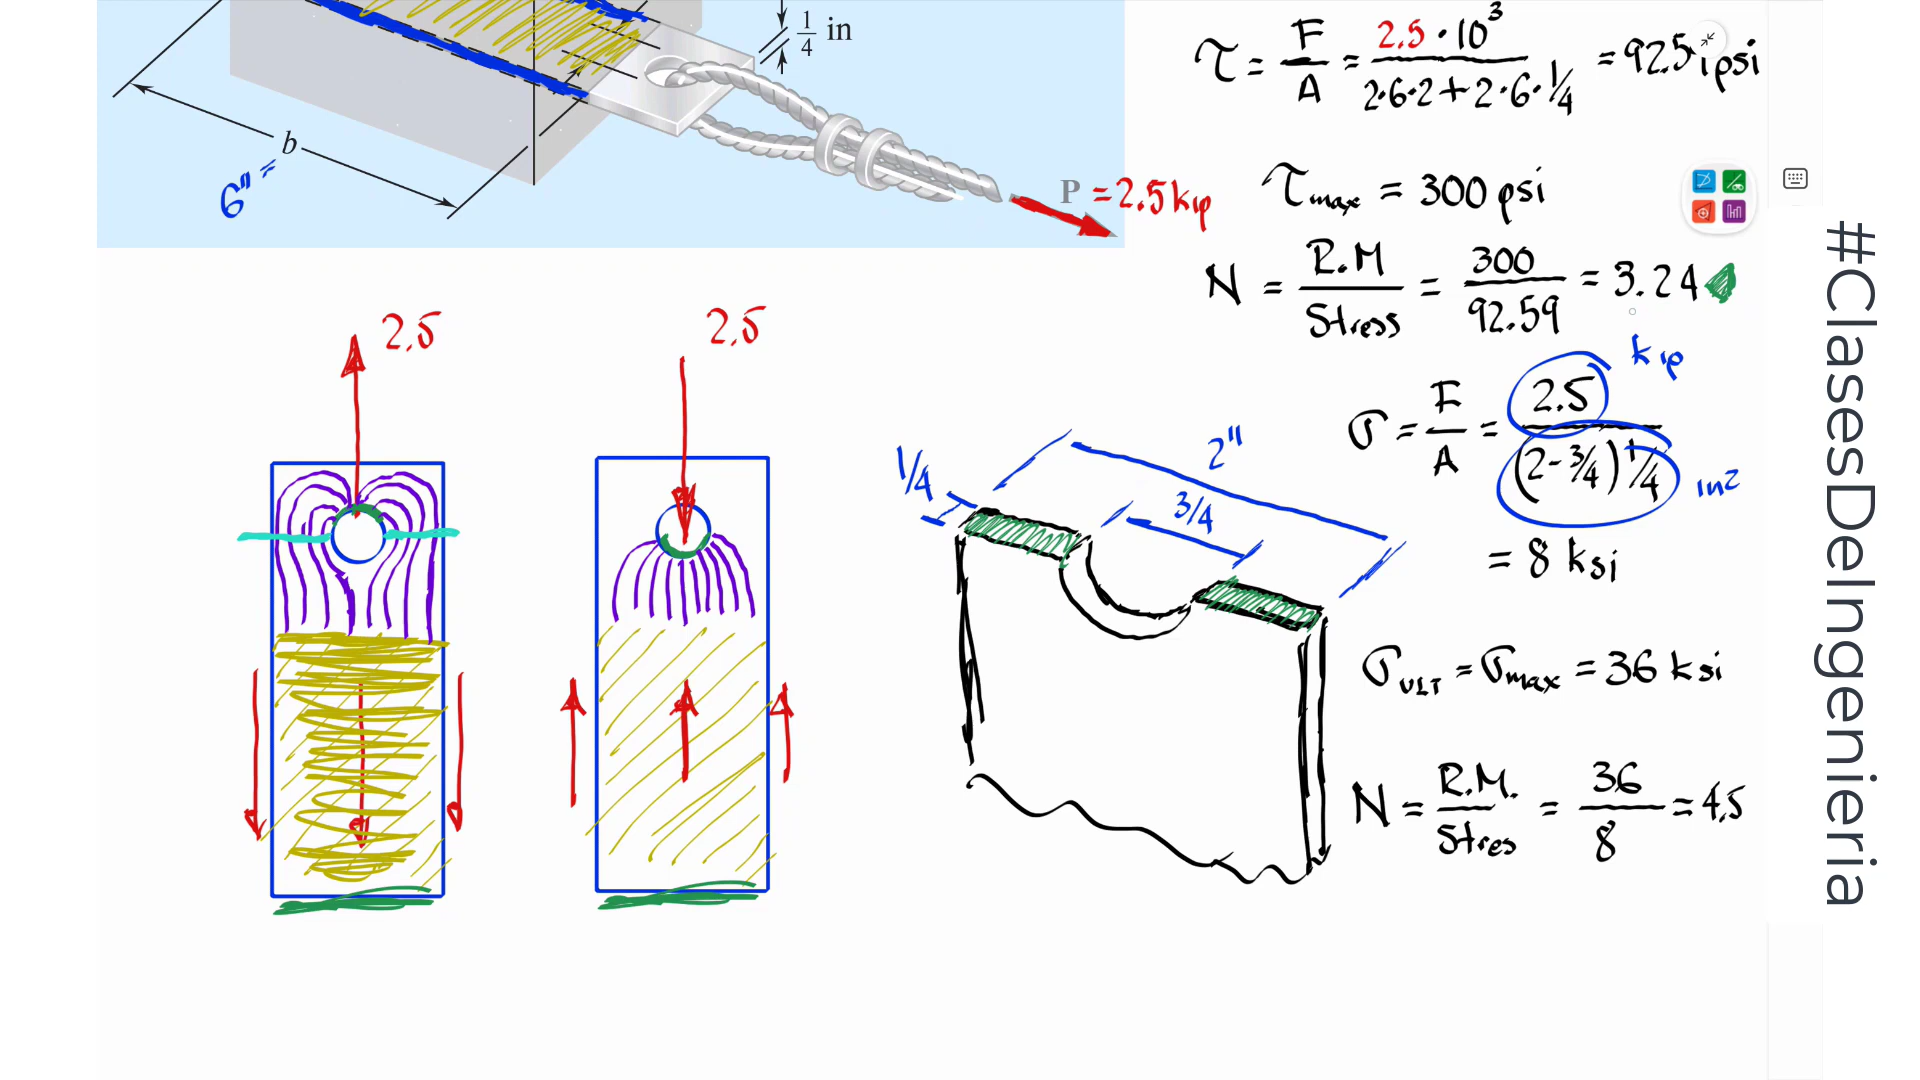 1/4 in
τ = F/A = 2.5 · 10³ / 2·6·2 + 2·6·1/4 = 92.5 psi
b
6" =
P = 2.5 kip
τmax = 300 psi
N = R.M / Stress = 300 / 92.59 = 3.24
2.5
2.5
kip
σ = F/A = 2.5 / (2-3/4) 1/4 in2
= 8 ksi
1/4
2"
3/4
σULT = σmax = 36 ksi
N = R.M. / Stres = 36 / 8 = 4.5
#ClasesDeIngenieria